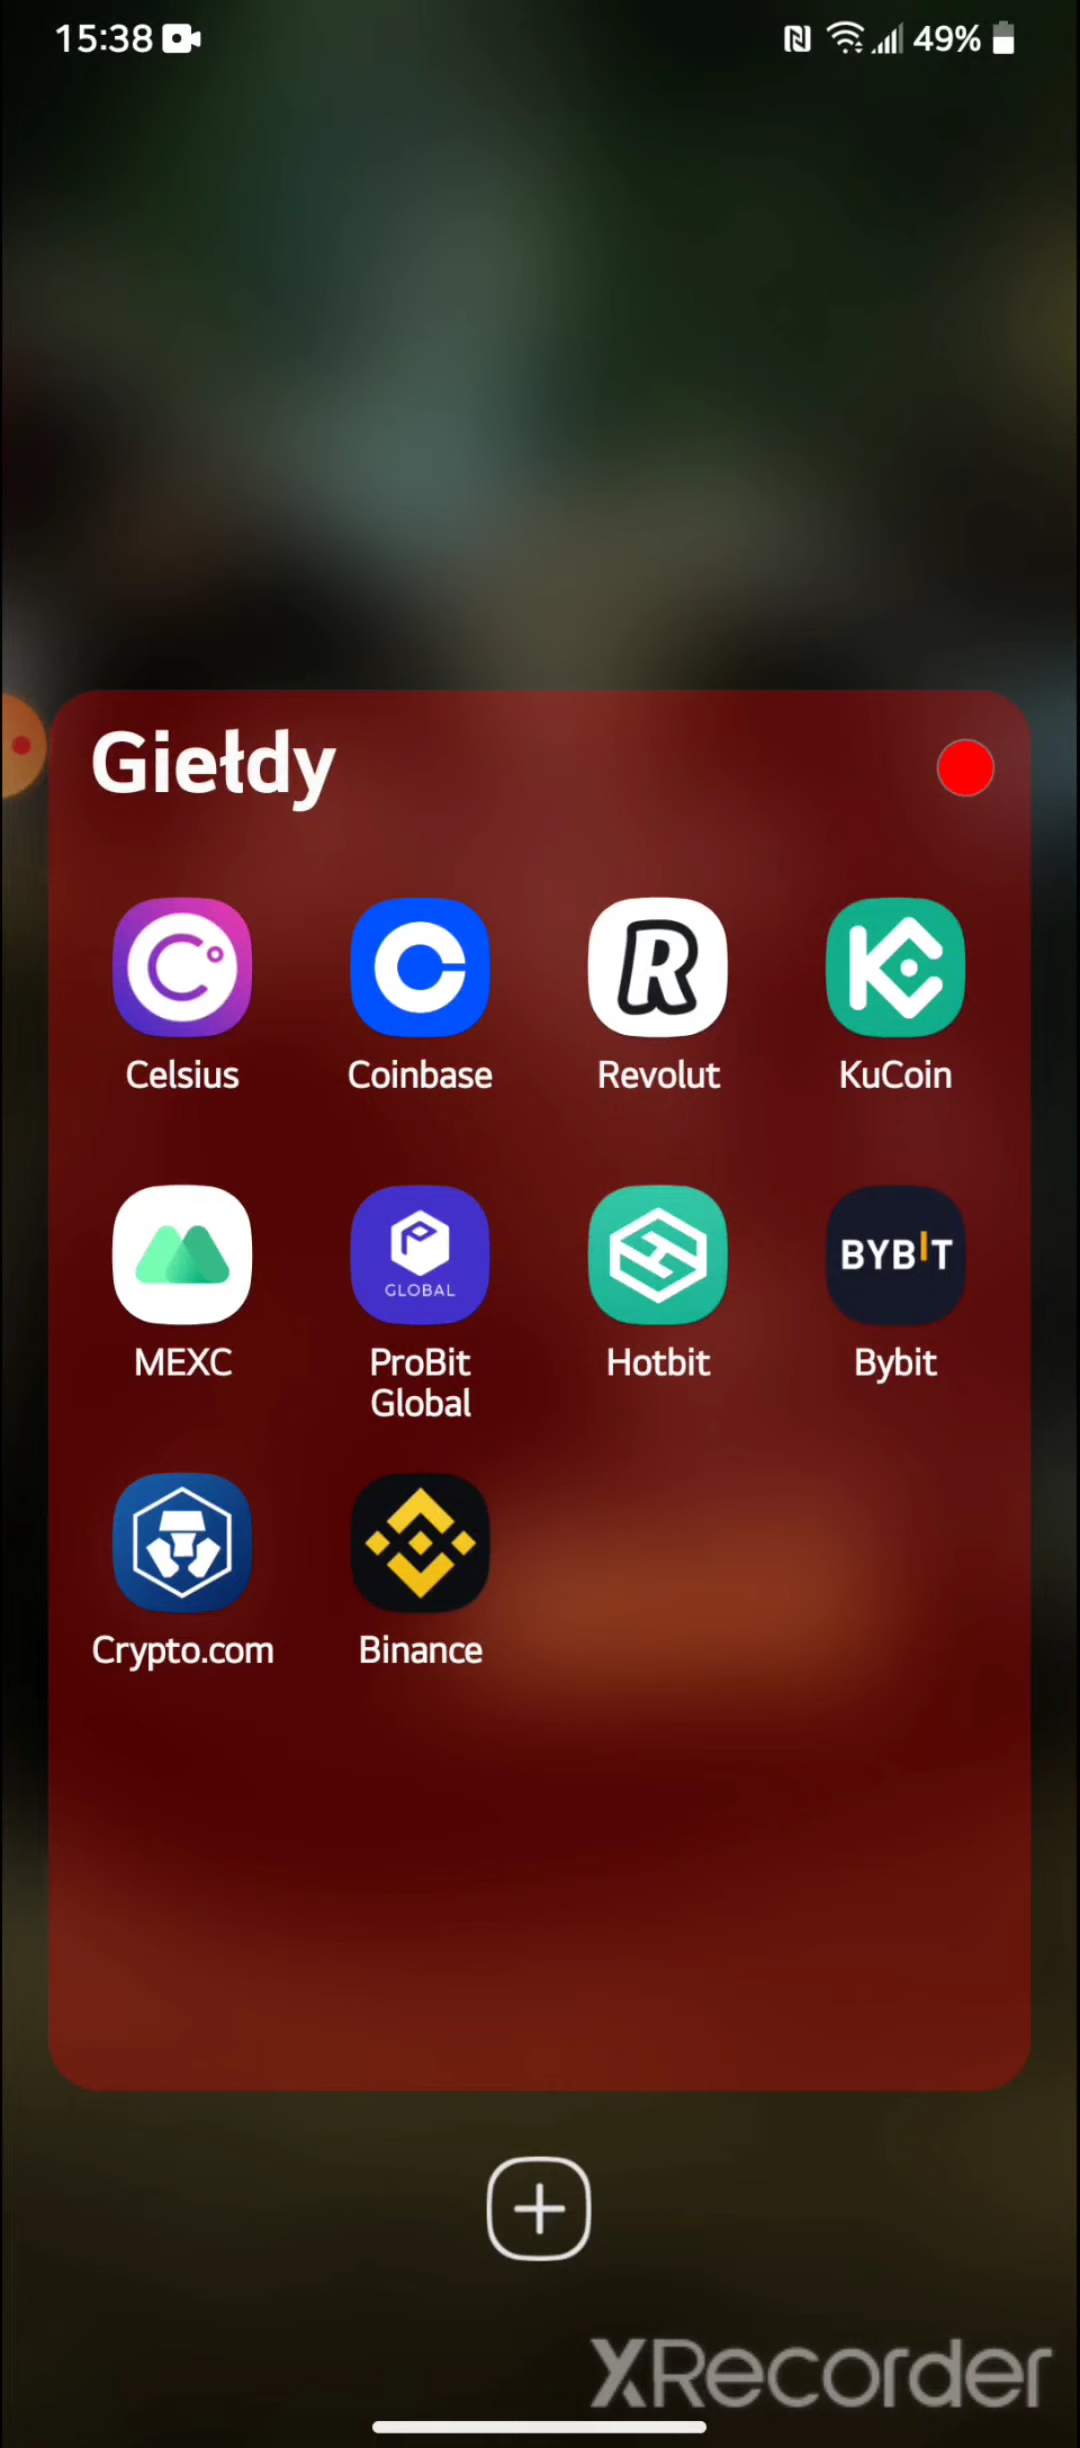 15:38
49%
Giełdy
Celsius
Coinbase
Revolut
KuCoin
GLOBAL
BYBIT
MEXC
ProBit
Global
Hotbit
Bybit
Crypto.com
Binance
XRecorder